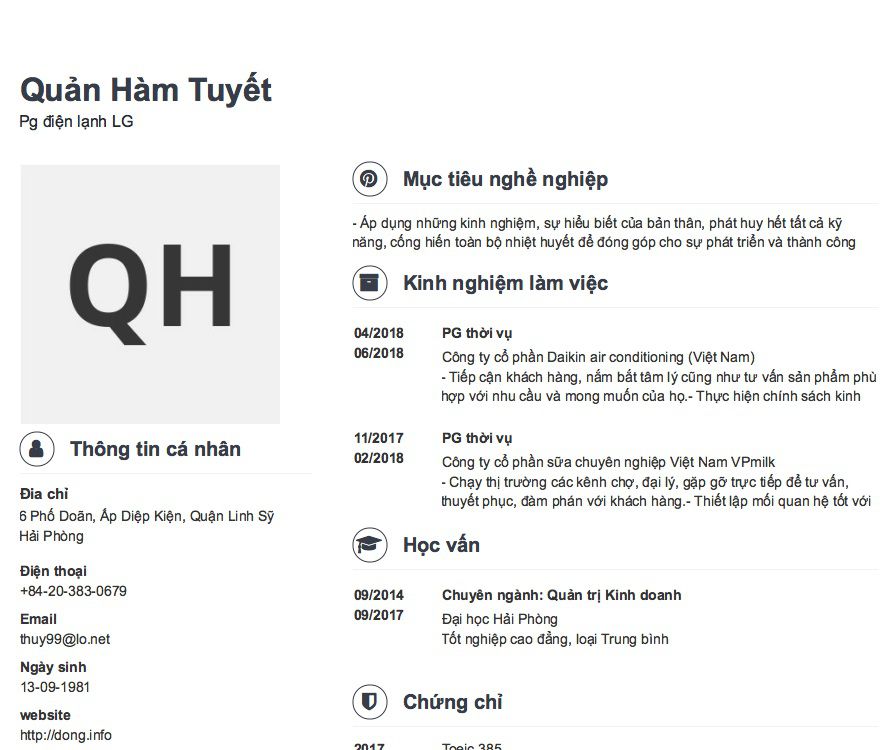 Quản Hàm Tuyết
Pg điện lạnh LG
QH
Thông tin cá nhân
Đia chỉ
6 Phố Doãn, Ấp Diệp Kiện, Quận Linh Sỹ
Hải Phòng
Điện thoại
+84-20-383-0679
Email
thuy99@lo.net
Ngày sinh
13-09-1981
website
http://dong.info
Mục tiêu nghề nghiệp
- Áp dụng những kinh nghiệm, sự hiểu biết của bản thân, phát huy hết tất cả kỹ
năng, cống hiến toàn bộ nhiệt huyết để đóng góp cho sự phát triển và thành công
Kinh nghiệm làm việc
04/2018 PG thời vụ
06/2018 Công ty cổ phần Daikin air conditioning (Việt Nam)
- Tiếp cận khách hàng, nắm bắt tâm lý cũng như tư vấn sản phẩm phù
hợp với nhu cầu và mong muốn của họ.- Thực hiện chính sách kinh
11/2017 PG thời vụ
02/2018 Công ty cổ phần sữa chuyên nghiệp Việt Nam VPmilk
- Chạy thị trường các kênh chợ, đại lý, gặp gỡ trực tiếp để tư vấn,
thuyết phục, đàm phán với khách hàng.- Thiết lập mối quan hệ tốt với
Học vấn
09/2014 Chuyên ngành: Quản trị Kinh doanh
09/2017 Đại học Hải Phòng
Tốt nghiệp cao đẳng, loại Trung bình
Chứng chỉ
2017 Toeic 385